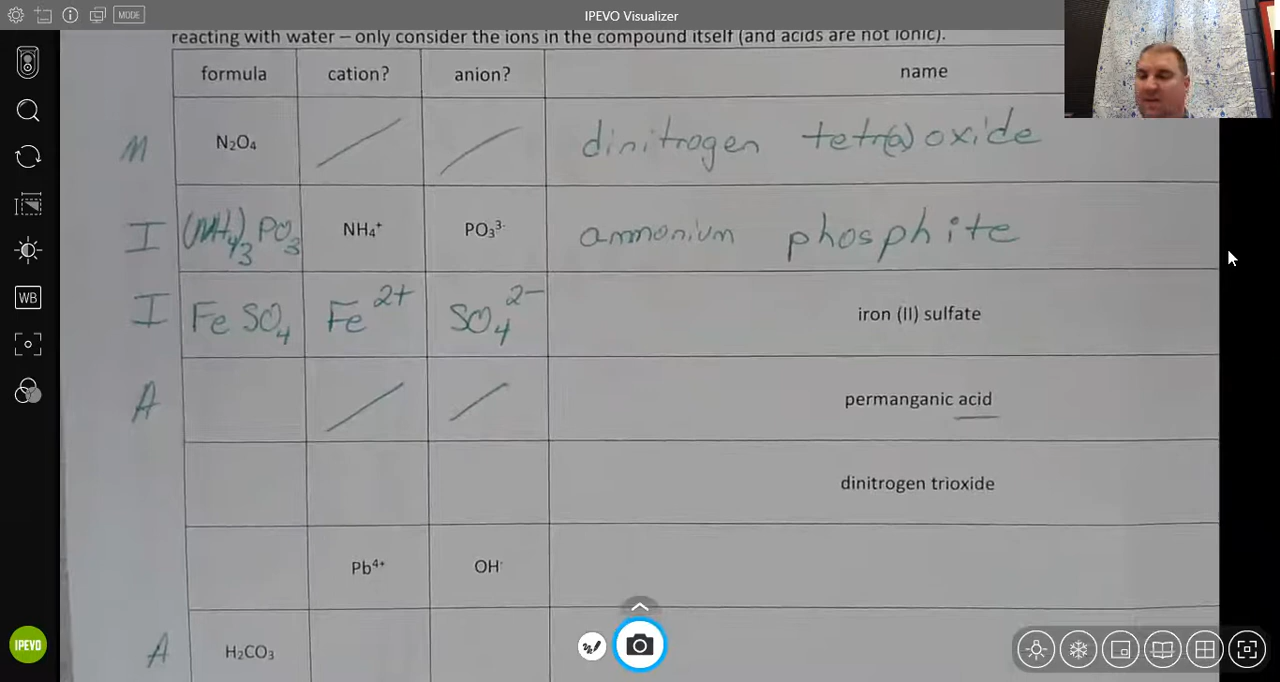 IPEVO Visualizer
MODE
reacting with water – only consider the ions in the compound itself (and acids are not ionic).
formula cation? anion? name
M N₂O₄ dinitrogen tetr(a)oxide
I (NH₄)₃PO₃ NH₄⁺ PO₃³⁻ ammonium phosphite
I FeSO₄ Fe²⁺ SO₄²⁻ iron (II) sulfate
A permanganic acid
dinitrogen trioxide
Pb⁴⁺ OH⁻
A H₂CO₃
WB
IPEVO